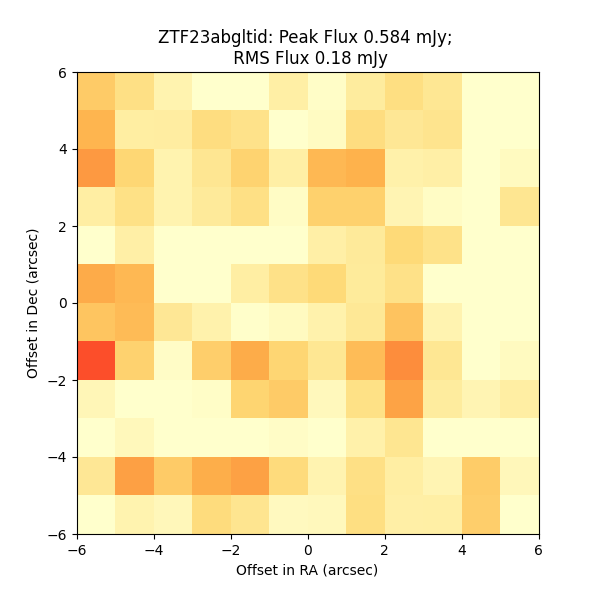 ZTF23abgltid: Peak Flux 0.584 mJy;
RMS Flux 0.18 mJy
6
4
2
0
−2
−4
−6
Offset in Dec (arcsec)
−6 −4 −2 0 2 4 6
Offset in RA (arcsec)